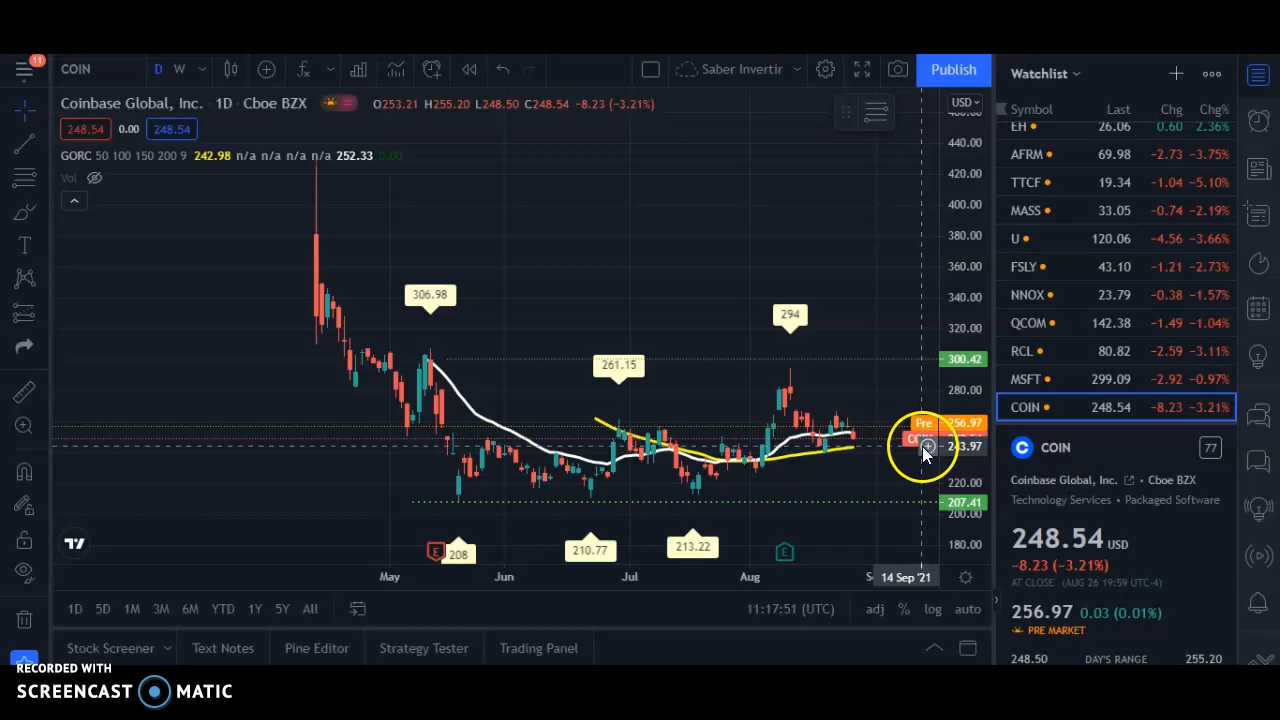 11
COIN
D W
Saber Invertir
Publish
Watchlist
Coinbase Global, Inc. · 1D · Cboe BZX
O253.21 H255.20 L248.50 C248.54 −8.23 (−3.21%)
USD
248.54 0.00 248.54
GORC 50 100 150 200 9 242.98 n/a n/a n/a n/a 252.33 0.00
Vol
440.00
420.00
400.00
380.00
360.00
340.00
320.00
300.42
280.00
Pre 256.97
243.97
220.00
207.41
200.00
180.00
306.98
261.15
294
E 208
210.77
213.22
E
May Jun Jul Aug 14 Sep '21
1D 5D 1M 3M 6M YTD 1Y 5Y All
11:17:51 (UTC) adj % log auto
Stock Screener Text Notes Pine Editor Strategy Tester Trading Panel
Symbol Last Chg Chg%
EH 26.06 0.60 2.36%
AFRM 69.98 −2.73 −3.75%
TTCF 19.34 −1.04 −5.10%
MASS 33.05 −0.74 −2.19%
U 120.06 −4.56 −3.66%
FSLY 43.10 −1.21 −2.73%
NNOX 23.79 −0.38 −1.57%
QCOM 142.38 −1.49 −1.04%
RCL 80.82 −2.59 −3.11%
MSFT 299.09 −2.92 −0.97%
COIN 248.54 −8.23 −3.21%
COIN 77
Coinbase Global, Inc. · Cboe BZX
Technology Services · Packaged Software
248.54 USD
−8.23 (−3.21%)
AT CLOSE (AUG 26 19:59 UTC-4)
256.97 0.03 (0.01%)
PRE MARKET
248.50 DAY'S RANGE 255.20
RECORDED WITH
SCREENCAST MATIC